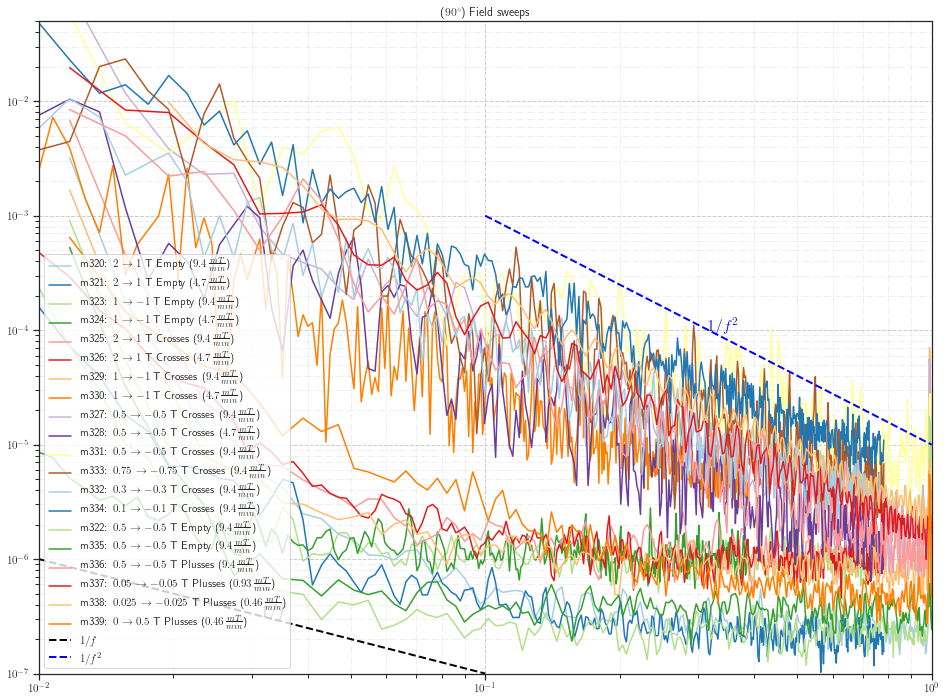 (90°) Field sweeps
10⁻²
10⁻³
10⁻⁴
10⁻⁵
10⁻⁶
10⁻⁷
1/f²
m320: 2 → 1 T Empty (9.4 mT/min)
m321: 2 → 1 T Empty (4.7 mT/min)
m323: 1 → −1 T Empty (9.4 mT/min)
m324: 1 → −1 T Empty (4.7 mT/min)
m325: 2 → 1 T Crosses (9.4 mT/min)
m326: 2 → 1 T Crosses (4.7 mT/min)
m329: 1 → −1 T Crosses (9.4 mT/min)
m330: 1 → −1 T Crosses (4.7 mT/min)
m327: 0.5 → −0.5 T Crosses (9.4 mT/min)
m328: 0.5 → −0.5 T Crosses (4.7 mT/min)
m331: 0.5 → −0.5 T Crosses (9.4 mT/min)
m333: 0.75 → −0.75 T Crosses (9.4 mT/min)
m332: 0.3 → −0.3 T Crosses (9.4 mT/min)
m334: 0.1 → −0.1 T Crosses (9.4 mT/min)
m322: 0.5 → −0.5 T Empty (9.4 mT/min)
m335: 0.5 → −0.5 T Empty (9.4 mT/min)
m336: 0.5 → −0.5 T Plusses (9.4 mT/min)
m337: 0.05 → −0.05 T Plusses (0.93 mT/min)
m338: 0.025 → −0.025 T Plusses (0.46 mT/min)
m339: 0 → 0.5 T Plusses (0.46 mT/min)
1/f
1/f²
10⁻² 10⁻¹ 10⁰